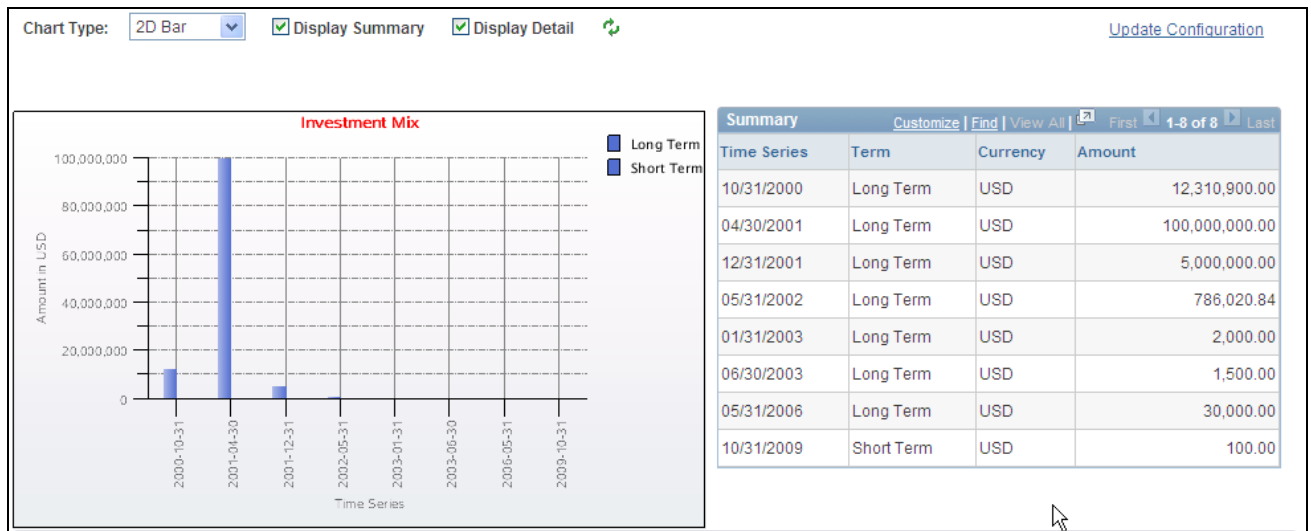 Chart Type: 2D Bar Display Summary Display Detail Update Configuration
Investment Mix
Long Term
Short Term
Amount in USD
100,000,000
80,000,000
60,000,000
40,000,000
20,000,000
0
2000-10-31
2001-04-30
2001-12-31
2002-05-31
2003-01-31
2003-06-30
2006-05-31
2009-10-31
Time Series
Summary Customize | Find | View All | First 1-8 of 8 Last
Time Series Term Currency Amount
10/31/2000 Long Term USD 12,310,900.00
04/30/2001 Long Term USD 100,000,000.00
12/31/2001 Long Term USD 5,000,000.00
05/31/2002 Long Term USD 786,020.84
01/31/2003 Long Term USD 2,000.00
06/30/2003 Long Term USD 1,500.00
05/31/2006 Long Term USD 30,000.00
10/31/2009 Short Term USD 100.00